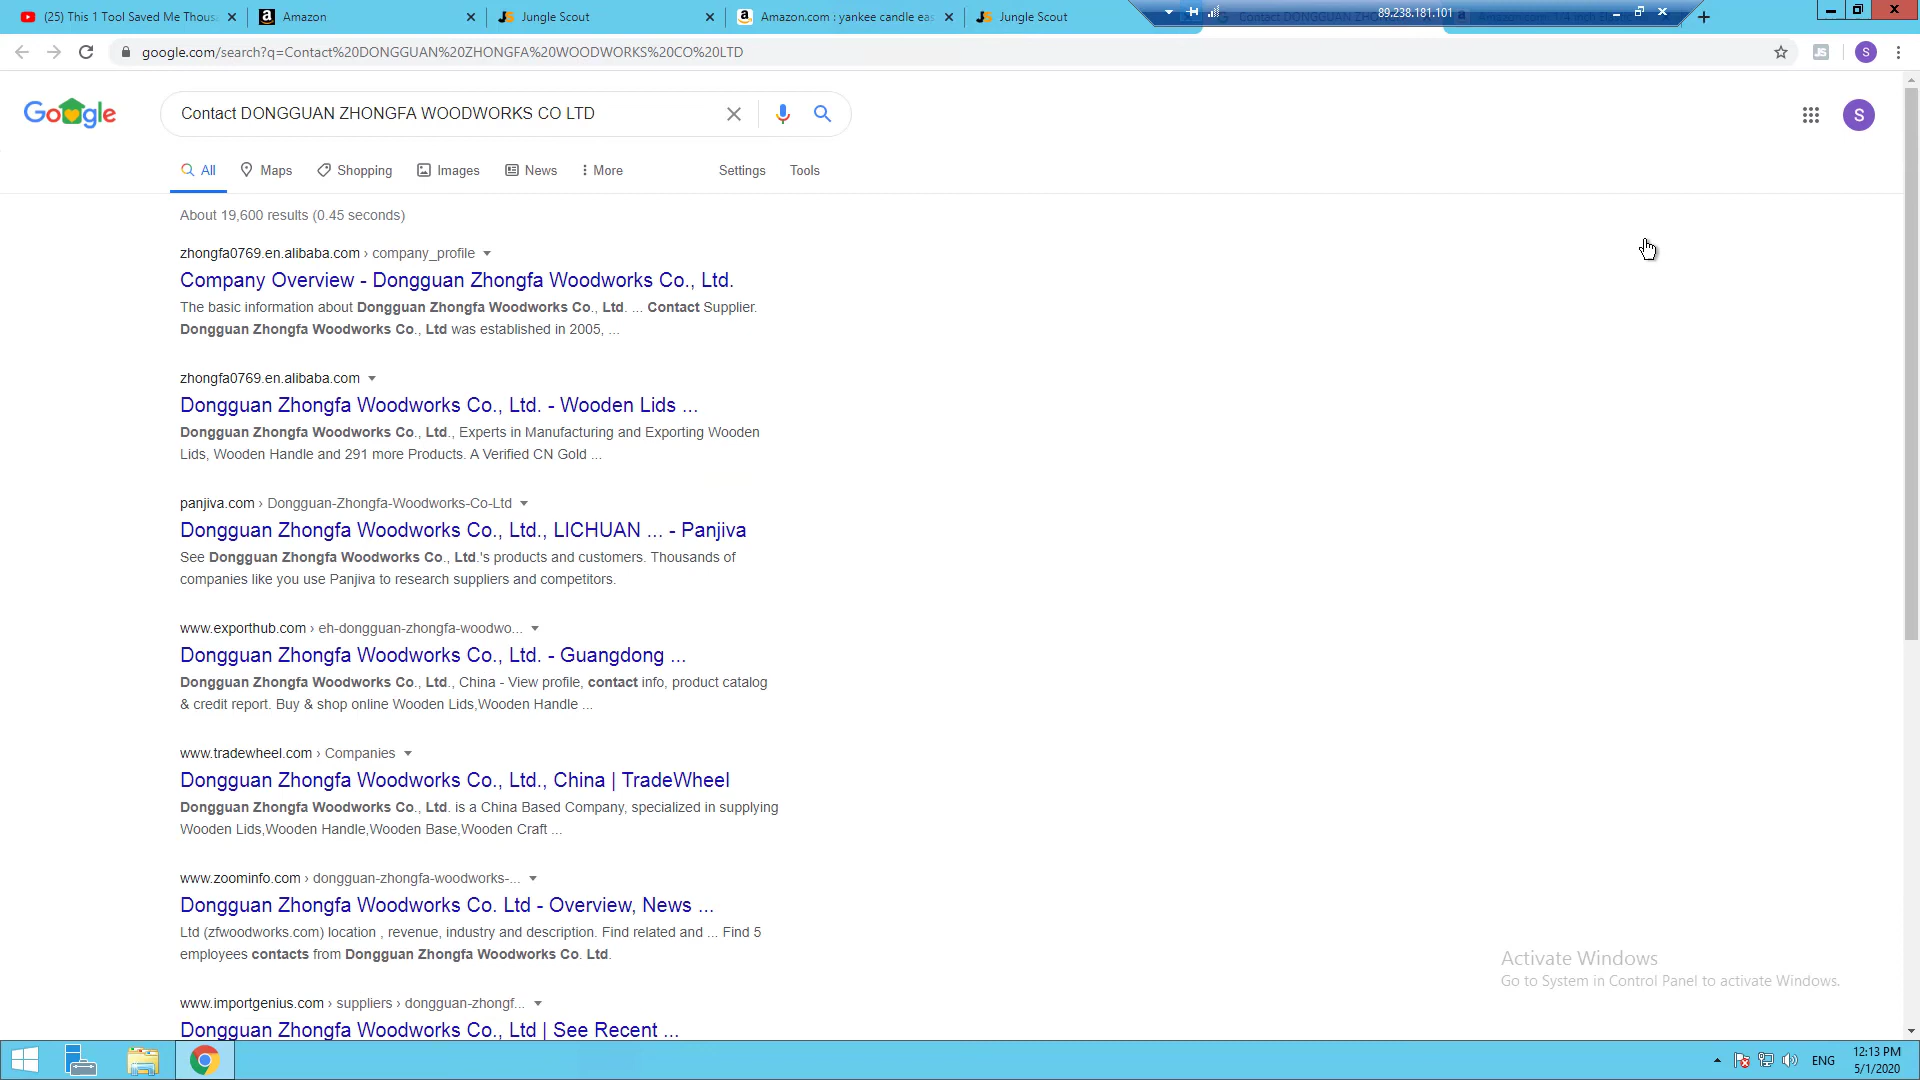 (25) This 1 Tool Saved Me Thous
Amazon
Jungle Scout
Amazon.com : yankee candle eas
Jungle Scout
89.238.181.101
google.com/search?q=Contact%20DONGGUAN%20ZHONGFA%20WOODWORKS%20CO%20LTD
JS
S
Google
Contact DONGGUAN ZHONGFA WOODWORKS CO LTD
S
All
Maps
Shopping
Images
News
More
Settings
Tools
About 19,600 results (0.45 seconds)
zhongfa0769.en.alibaba.com › company_profile
Company Overview - Dongguan Zhongfa Woodworks Co., Ltd.
The basic information about Dongguan Zhongfa Woodworks Co., Ltd. ... Contact Supplier.
Dongguan Zhongfa Woodworks Co., Ltd was established in 2005, ...
zhongfa0769.en.alibaba.com
Dongguan Zhongfa Woodworks Co., Ltd. - Wooden Lids ...
Dongguan Zhongfa Woodworks Co., Ltd., Experts in Manufacturing and Exporting Wooden
Lids, Wooden Handle and 291 more Products. A Verified CN Gold ...
panjiva.com › Dongguan-Zhongfa-Woodworks-Co-Ltd
Dongguan Zhongfa Woodworks Co., Ltd., LICHUAN ... - Panjiva
See Dongguan Zhongfa Woodworks Co., Ltd.'s products and customers. Thousands of
companies like you use Panjiva to research suppliers and competitors.
www.exporthub.com › eh-dongguan-zhongfa-woodwo...
Dongguan Zhongfa Woodworks Co., Ltd. - Guangdong ...
Dongguan Zhongfa Woodworks Co., Ltd., China - View profile, contact info, product catalog
& credit report. Buy & shop online Wooden Lids,Wooden Handle ...
www.tradewheel.com › Companies
Dongguan Zhongfa Woodworks Co., Ltd., China | TradeWheel
Dongguan Zhongfa Woodworks Co., Ltd. is a China Based Company, specialized in supplying
Wooden Lids,Wooden Handle,Wooden Base,Wooden Craft ...
www.zoominfo.com › dongguan-zhongfa-woodworks-...
Dongguan Zhongfa Woodworks Co. Ltd - Overview, News ...
Ltd (zfwoodworks.com) location , revenue, industry and description. Find related and ... Find 5
employees contacts from Dongguan Zhongfa Woodworks Co. Ltd.
www.importgenius.com › suppliers › dongguan-zhongf...
Dongguan Zhongfa Woodworks Co., Ltd | See Recent ...
Activate Windows
Go to System in Control Panel to activate Windows.
ENG
12:13 PM
5/1/2020